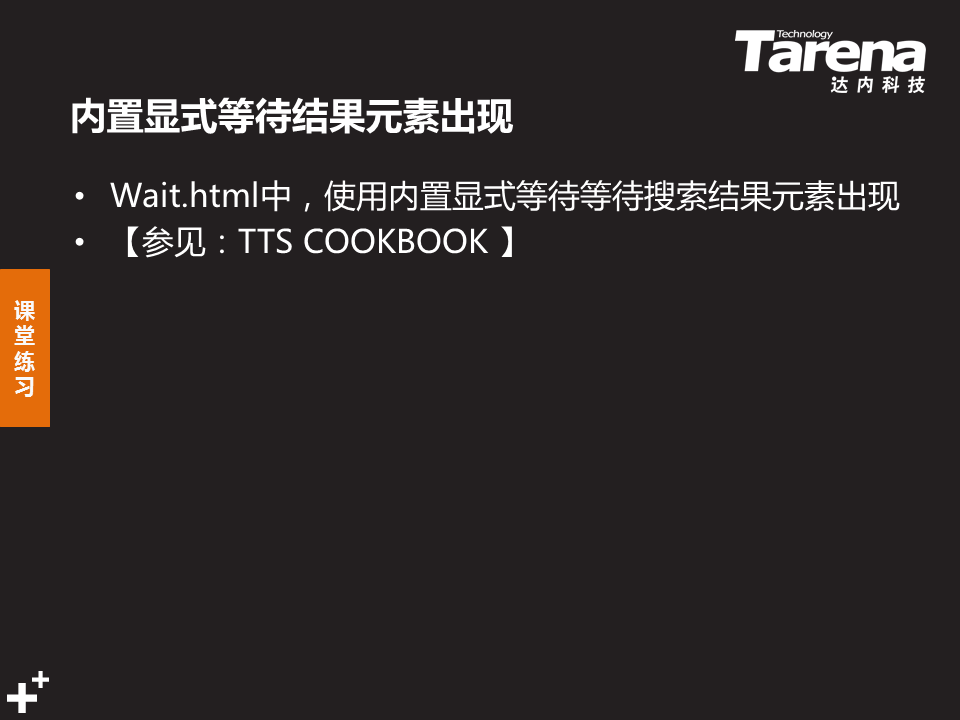 Technology
Tarena
达内科技
内置显式等待结果元素出现
• Wait.html中，使用内置显式等待等待搜索结果元素出现
• 【参见：TTS COOKBOOK 】
课
堂
练
习